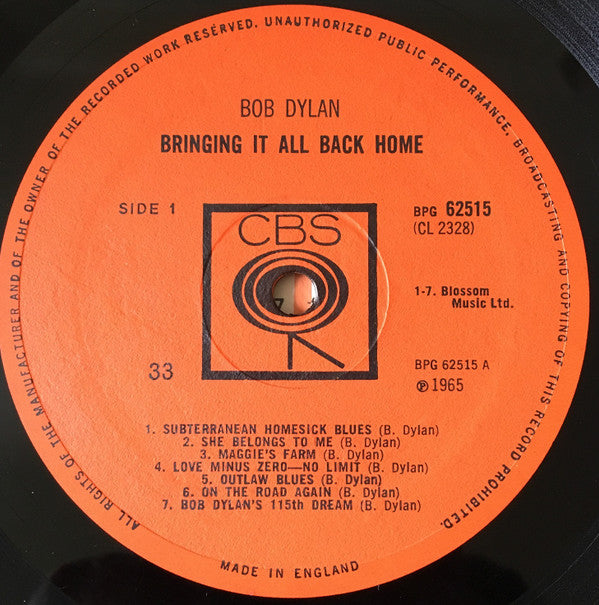 ALL RIGHTS OF THE MANUFACTURER AND OF THE OWNER OF THE RECORDED WORK RESERVED. UNAUTHORIZED PUBLIC PERFORMANCE, BROADCASTING AND COPYING OF THIS RECORD PROHIBITED.
BOB DYLAN
BRINGING IT ALL BACK HOME
SIDE 1
BPG 62515
(CL 2328)
CBS
1-7. Blossom
Music Ltd.
33
BPG 62515 A
℗ 1965
1. SUBTERRANEAN HOMESICK BLUES (B. Dylan)
2. SHE BELONGS TO ME (B. Dylan)
3. MAGGIE'S FARM (B. Dylan)
4. LOVE MINUS ZERO—NO LIMIT (B. Dylan)
5. OUTLAW BLUES (B. Dylan)
6. ON THE ROAD AGAIN (B. Dylan)
7. BOB DYLAN'S 115th DREAM (B. Dylan)
MADE IN ENGLAND